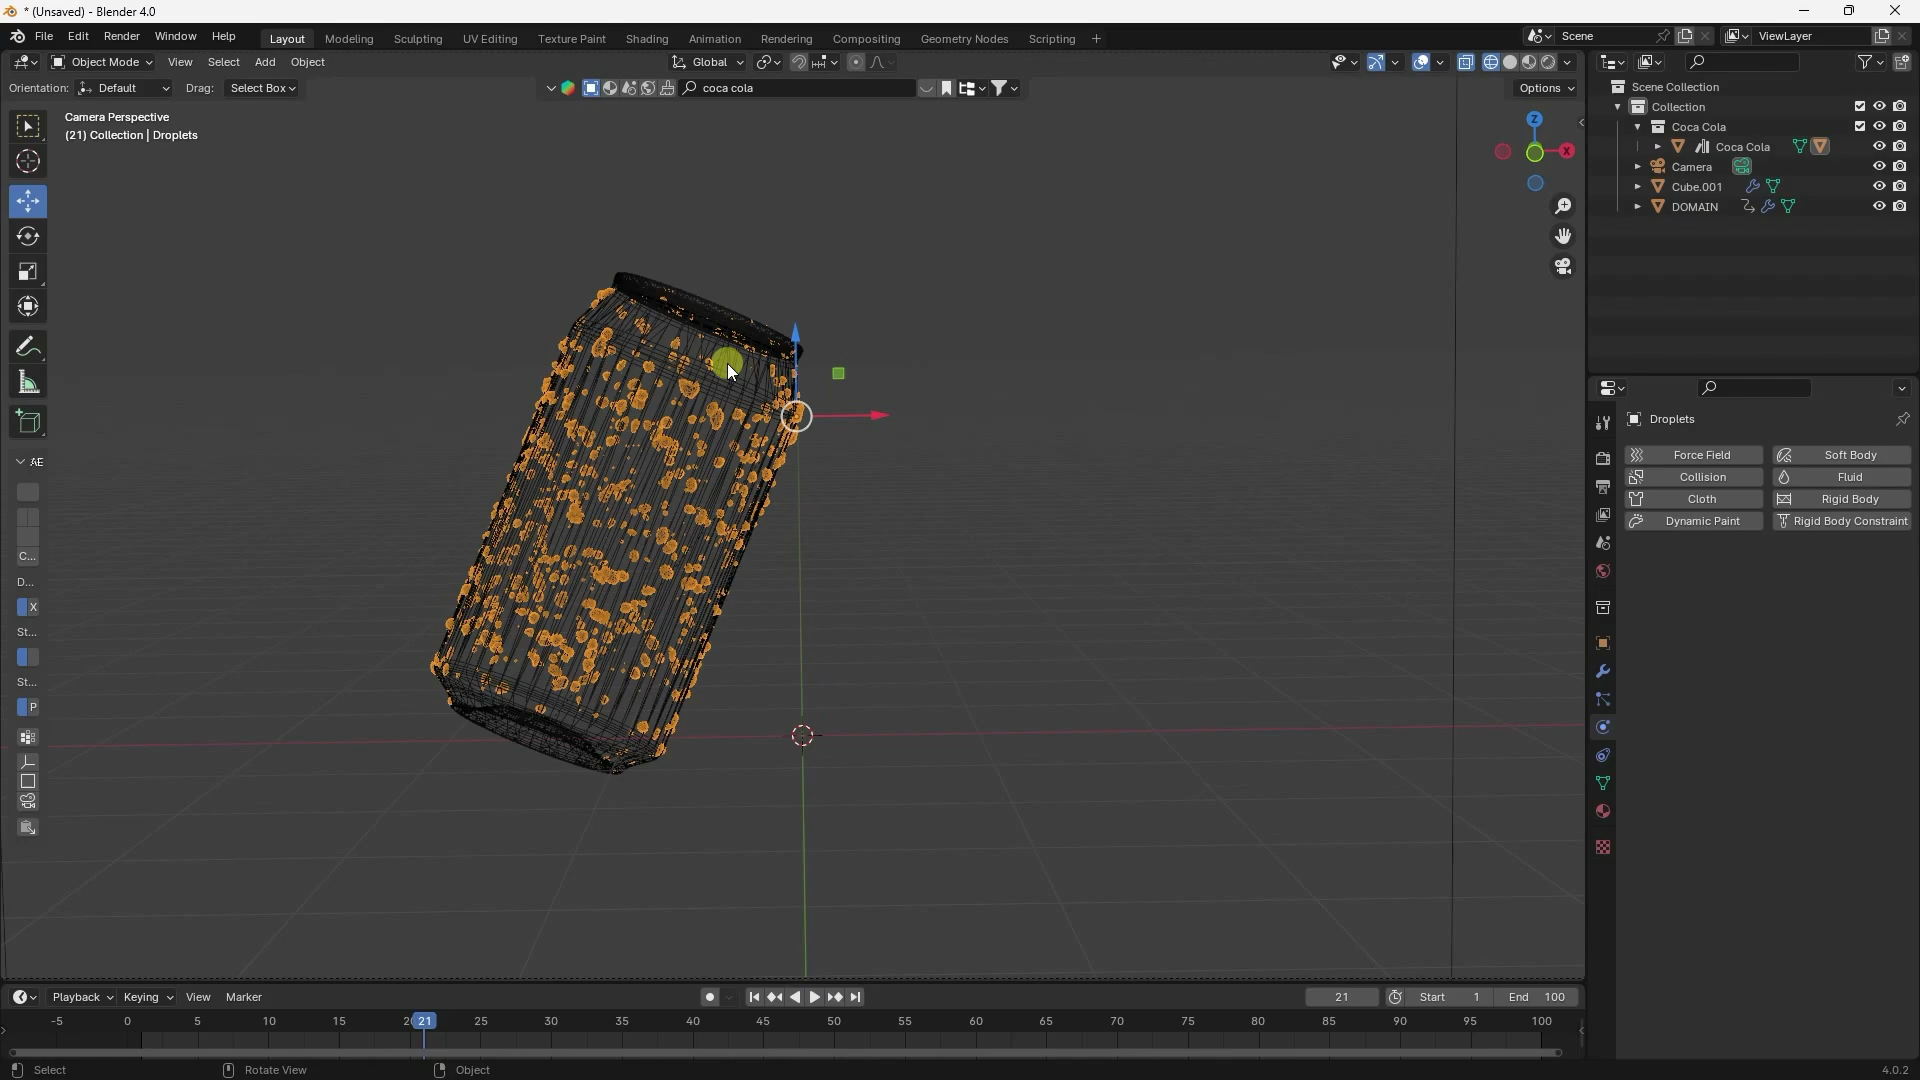 * (Unsaved) - Blender 4.0
File Edit Render Window Help
Layout Modeling Sculpting UV Editing Texture Paint Shading Animation Rendering Compositing Geometry Nodes Scripting +
Scene
ViewLayer
Object Mode View Select Add Object
Global
Orientation: Default Drag: Select Box
coca cola
Options
Camera Perspective
(21) Collection | Droplets
Z
X
Scene Collection
Collection
Coca Cola
Coca Cola
Camera
Cube.001
DOMAIN
Droplets
Force Field Soft Body
Collision Fluid
Cloth Rigid Body
Dynamic Paint Rigid Body Constraint
AE
C...
D...
X
St...
St...
P
Playback Keying View Marker
21 Start 1 End 100
-5 0 5 10 15 20 21 25 30 35 40 45 50 55 60 65 70 75 80 85 90 95 100
Select Rotate View Object
4.0.2